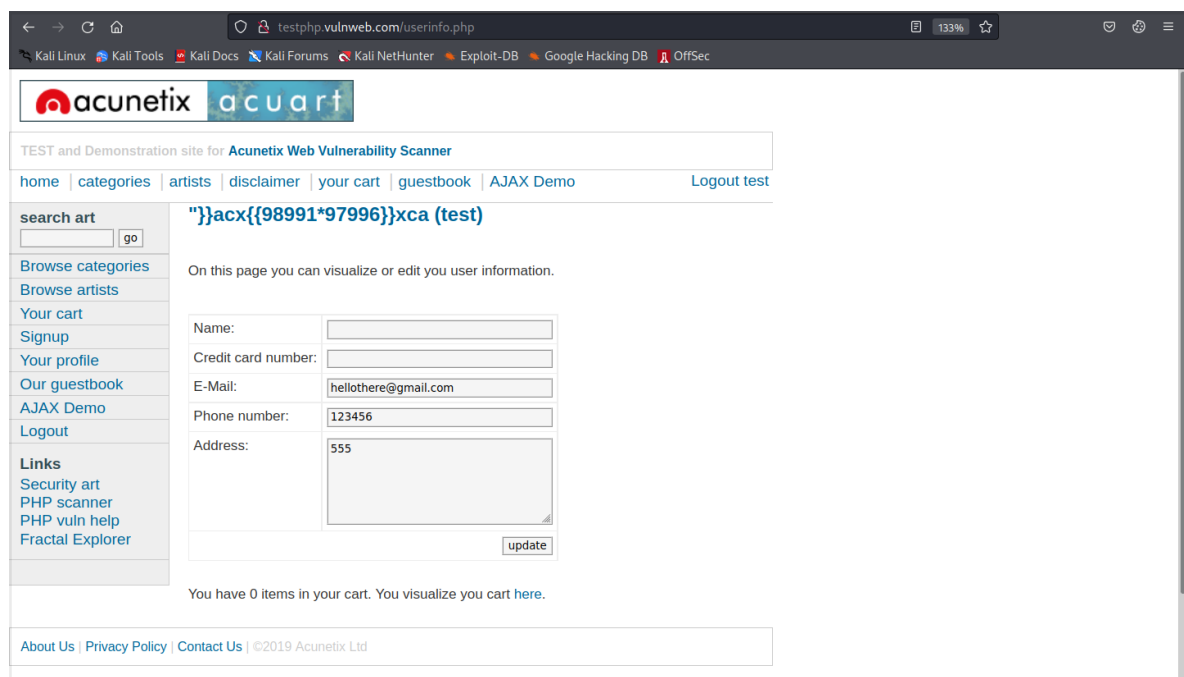 testphp.vulnweb.com/userinfo.php 133%
Kali Linux Kali Tools Kali Docs Kali Forums Kali NetHunter Exploit-DB Google Hacking DB OffSec
acunetix acuart
TEST and Demonstration site for Acunetix Web Vulnerability Scanner
home | categories | artists | disclaimer | your cart | guestbook | AJAX Demo Logout test
search art
go
Browse categories
Browse artists
Your cart
Signup
Your profile
Our guestbook
AJAX Demo
Logout
Links
Security art
PHP scanner
PHP vuln help
Fractal Explorer
"}}acx{{98991*97996}}xca (test)
On this page you can visualize or edit you user information.
Name:
Credit card number:
E-Mail: hellothere@gmail.com
Phone number: 123456
Address: 555
update
You have 0 items in your cart. You visualize you cart here.
About Us | Privacy Policy | Contact Us | ©2019 Acunetix Ltd